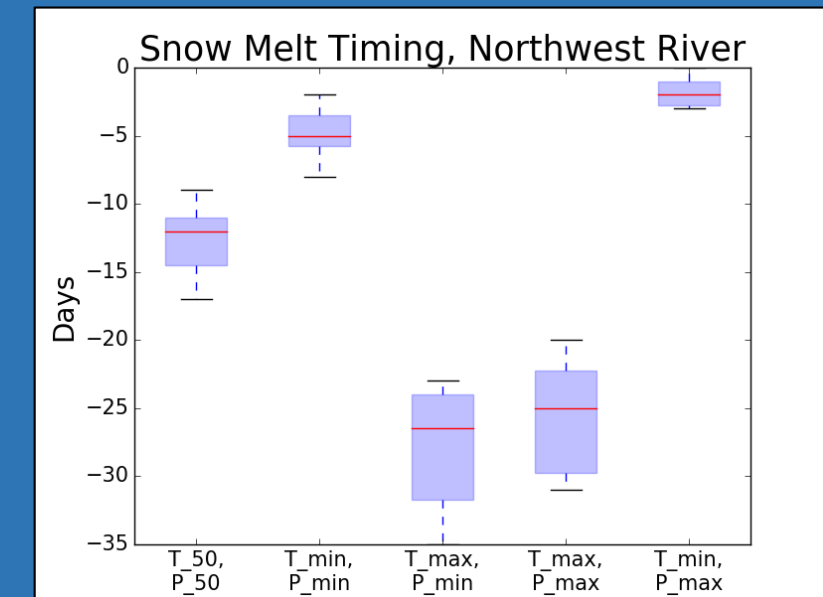 Snow Melt Timing, Northwest River
Days
0
−5
−10
−15
−20
−25
−30
−35
T_50,
P_50
T_min,
P_min
T_max,
P_min
T_max,
P_max
T_min,
P_max